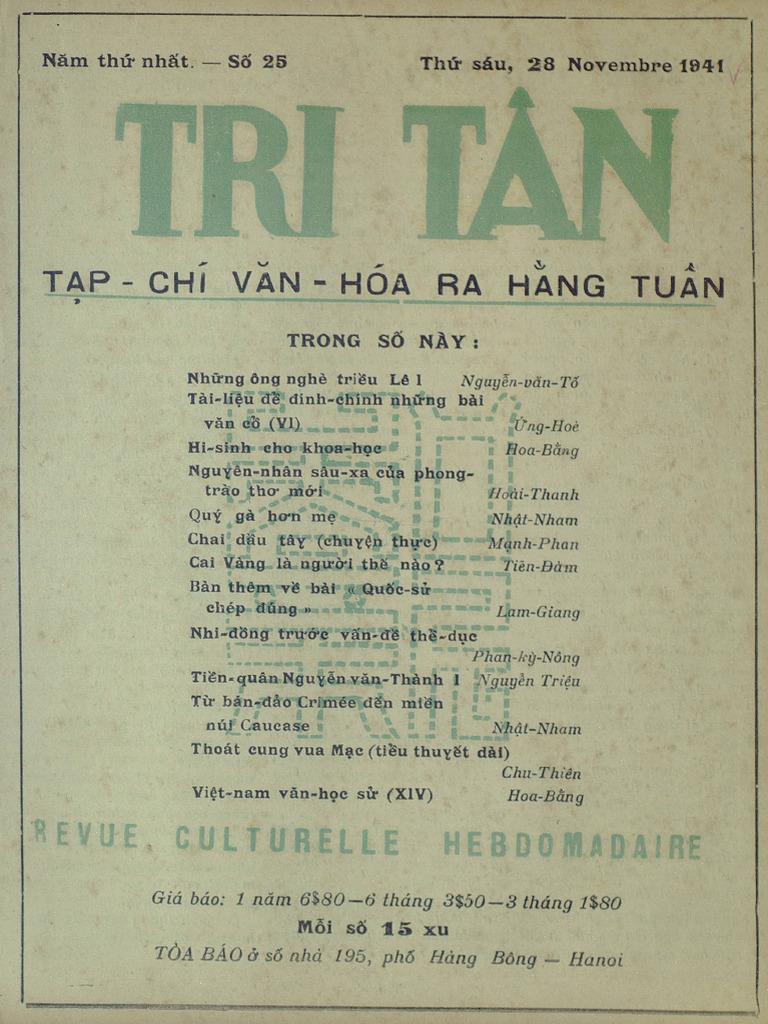 Năm thứ nhất. — Số 25
Thứ sáu, 28 Novembre 1941
TRI TÂN
TẠP - CHÍ VĂN - HÓA RA HẰNG TUẦN
TRONG SỐ NÀY :
Những ông nghè triều Lê I Nguyễn-văn-Tố
Tài-liệu để đính-chính những bài
văn cổ (VI) Ứng-Hoè
Hi-sinh cho khoa-học Hoa-Bằng
Nguyên-nhân sâu-xa của phong-
trào thơ mới Hoài-Thanh
Quý gà hơn mẹ Nhật-Nham
Chai dầu tây (chuyện thực) Mạnh-Phan
Cai Vàng là người thế nào ? Tiên-Đàm
Bàn thêm về bài « Quốc-sử
chép đúng » Lam-Giang
Nhi-đồng trước vấn-đề thể-dục
Phan-kỳ-Nông
Tiền-quân Nguyễn văn-Thành I Nguyễn Triệu
Từ bán-đảo Crimée đến miền
núi Caucase Nhật-Nham
Thoát cung vua Mạc (tiểu thuyết dài)
Chu-Thiên
Việt-nam văn-học sử (XIV) Hoa-Bằng
REVUE CULTURELLE HEBDOMADAIRE
Giá báo: 1 năm 6$80—6 tháng 3$50—3 tháng 1$80
Mỗi số 15 xu
TÒA BÁO ở số nhà 195, phố Hàng Bông — Hanoi